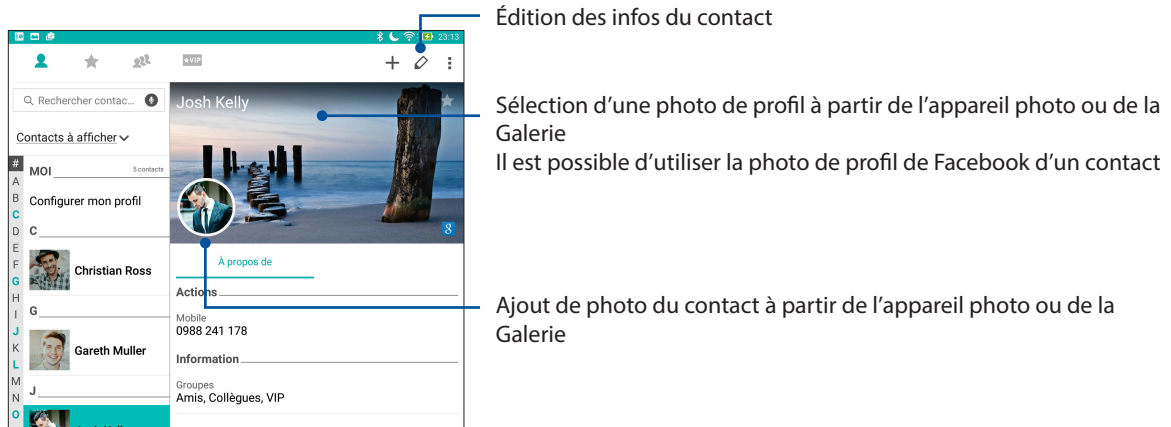 Édition des infos du contact
23:13
VIP
Rechercher contac...
Josh Kelly
Sélection d'une photo de profil à partir de l'appareil photo ou de la
Galerie
Il est possible d'utiliser la photo de profil de Facebook d'un contact
Contacts à afficher
#
A
B
C
D
E
F
G
H
I
J
K
L
M
N
O
MOI
5 contacts
Configurer mon profil
C
Christian Ross
G
Gareth Muller
J
8
À propos de
Actions
Mobile
0988 241 178
Information
Groupes
Amis, Collègues, VIP
Ajout de photo du contact à partir de l'appareil photo ou de la
Galerie